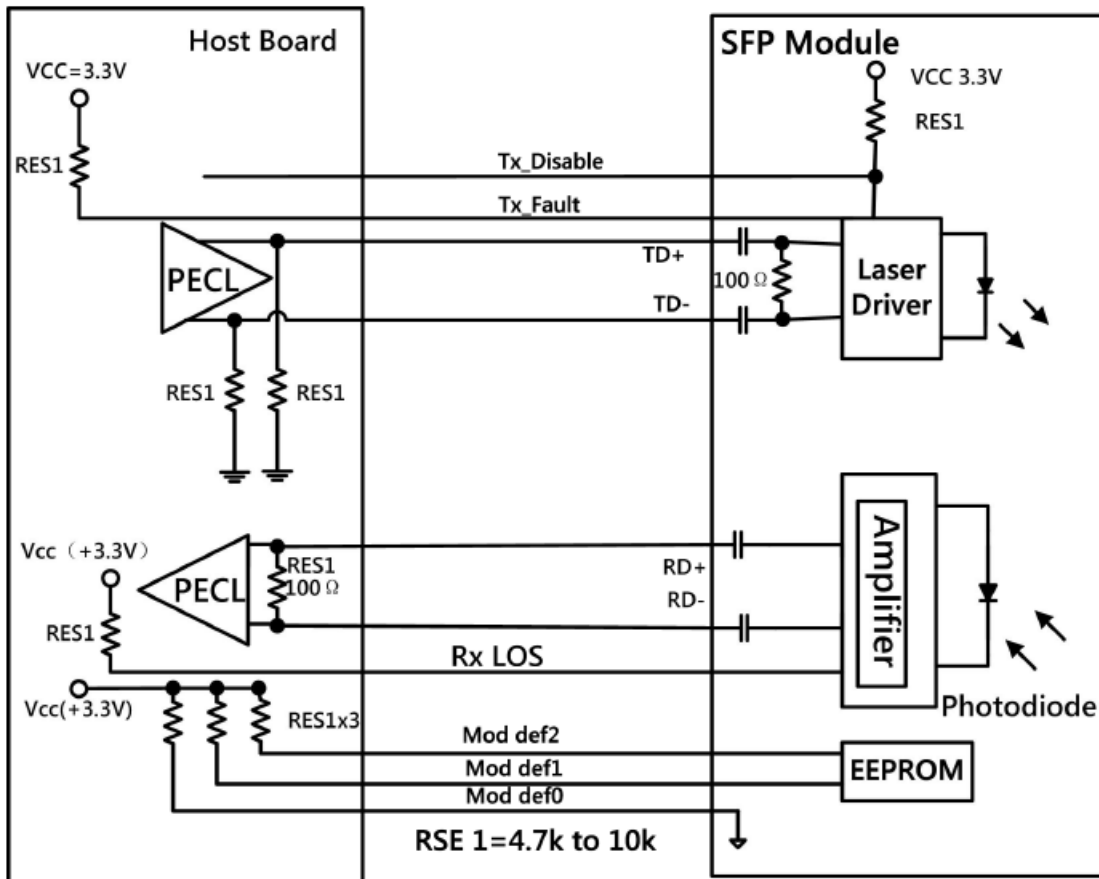 Host Board
SFP Module
VCC=3.3V
VCC 3.3V
RES1
RES1
Tx_Disable
Tx_Fault
PECL
TD+
100Ω
Laser
Driver
TD-
RES1
RES1
Vcc（+3.3V）
PECL
RES1
100Ω
RD+
RD-
Amplifier
RES1
Rx LOS
Vcc(+3.3V)
RES1x3
Photodiode
Mod def2
EEPROM
Mod def1
Mod def0
RSE 1=4.7k to 10k